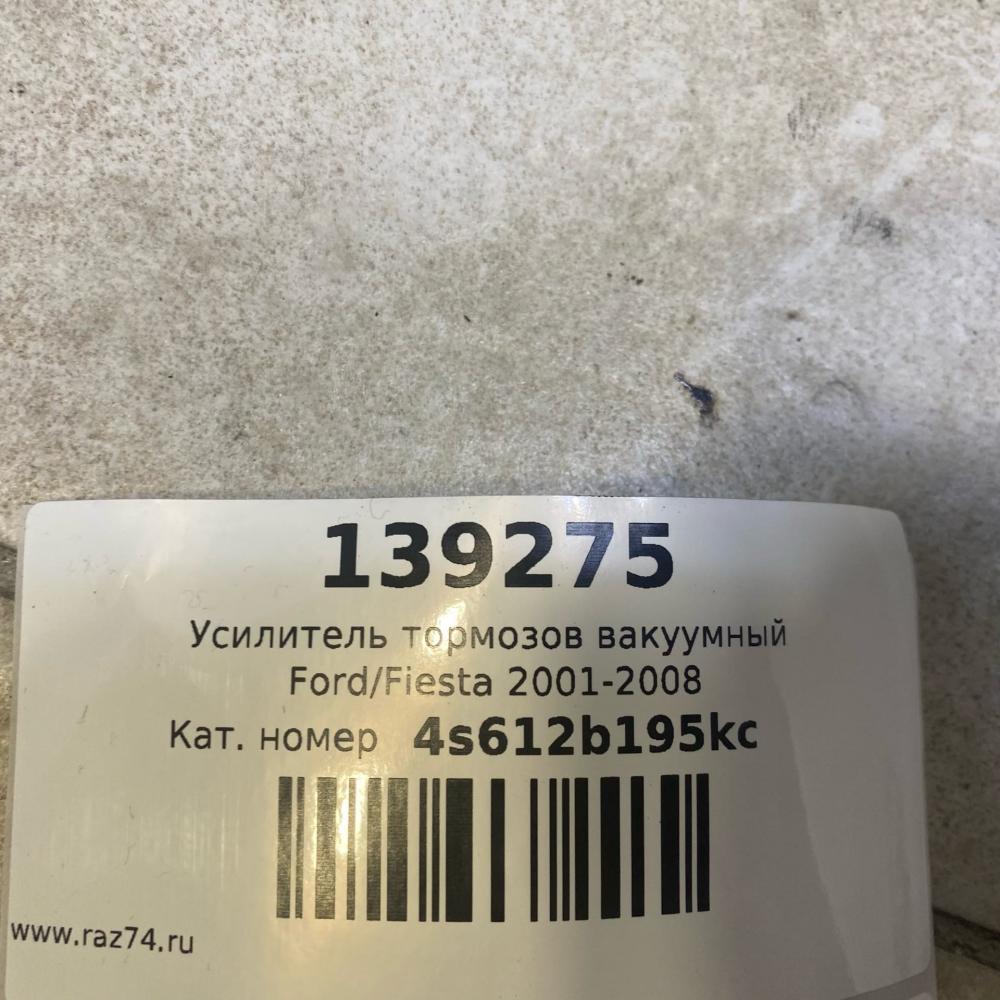 139275
Усилитель тормозов вакуумный
Ford/Fiesta 2001-2008
Кат. номер 4s612b195kc
www.raz74.ru